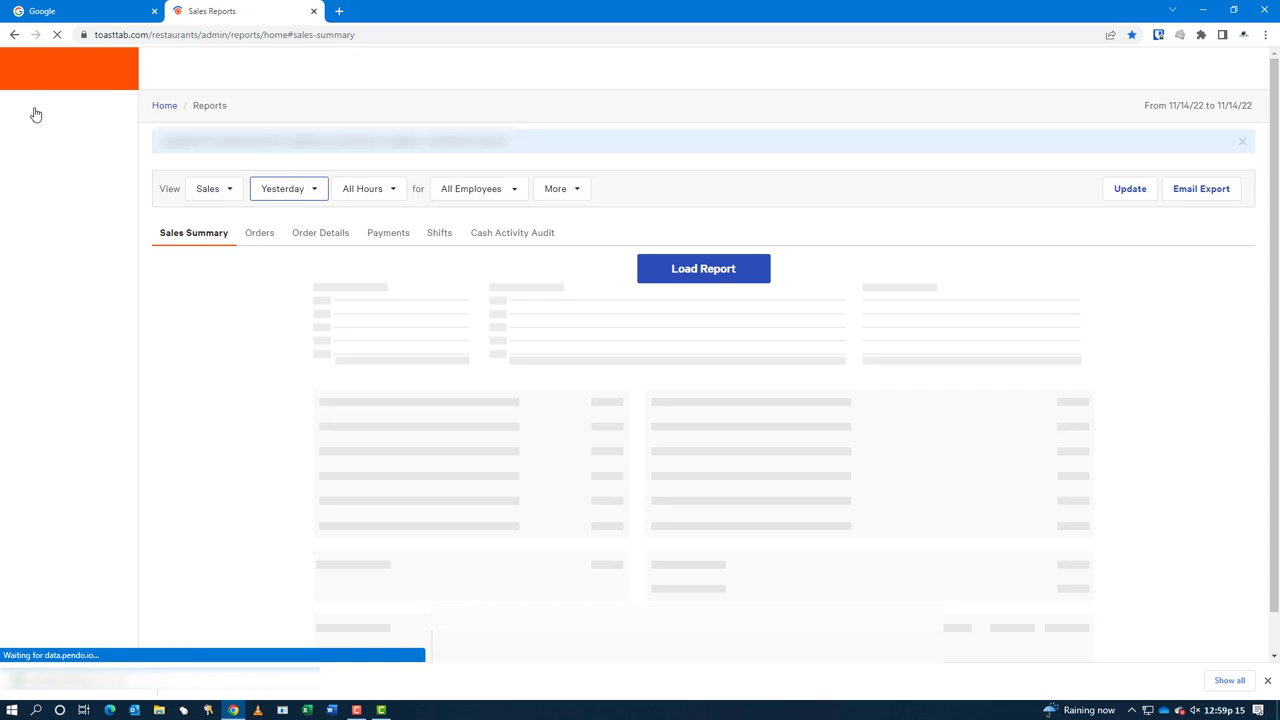 Google
Sales Reports
toasttab.com/restaurants/admin/reports/home#sales-summary
Home / Reports
From 11/14/22 to 11/14/22
View Sales Yesterday All Hours for All Employees More Update Email Export
Sales Summary Orders Order Details Payments Shifts Cash Activity Audit
Load Report
Waiting for data.pendo.io...
Show all
Raining now 12:59p 15